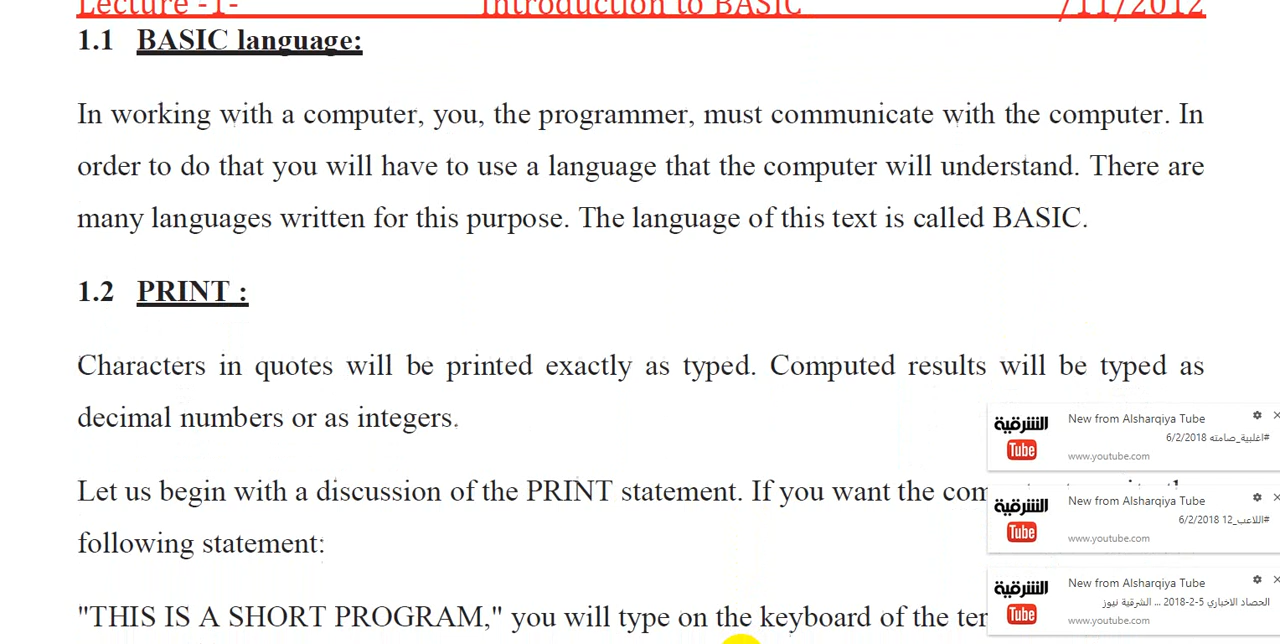 Lecture -1- Introduction to BASIC /11/2012
1.1 BASIC language:
In working with a computer, you, the programmer, must communicate with the computer. In
order to do that you will have to use a language that the computer will understand. There are
many languages written for this purpose. The language of this text is called BASIC.
1.2 PRINT :
Characters in quotes will be printed exactly as typed. Computed results will be typed as
decimal numbers or as integers.
Let us begin with a discussion of the PRINT statement. If you want the com
following statement:
"THIS IS A SHORT PROGRAM," you will type on the keyboard of the ter
الشرقية
Tube
New from Alsharqiya Tube
#اغلبية_صامته 6/2/2018
www.youtube.com
الشرقية
Tube
New from Alsharqiya Tube
#اللاعب_12 6/2/2018
www.youtube.com
الشرقية
Tube
New from Alsharqiya Tube
الحصاد الاخباري 5-2-2018 ... الشرقية نيوز
www.youtube.com